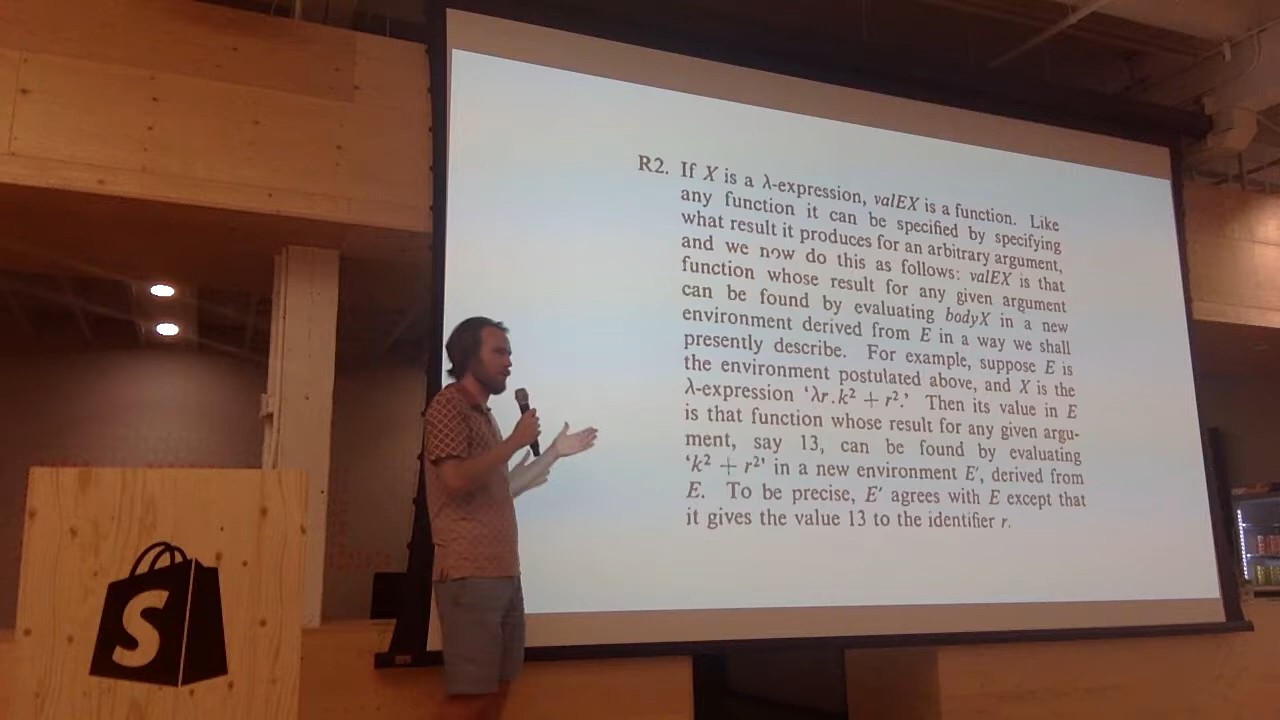 R2. If X is a λ-expression, valEX is a function. Like
any function it can be specified by specifying
what result it produces for an arbitrary argument,
and we now do this as follows: valEX is that
function whose result for any given argument
can be found by evaluating bodyX in a new
environment derived from E in a way we shall
presently describe. For example, suppose E is
the environment postulated above, and X is the
λ-expression ‘λr.k² + r².’ Then its value in E
is that function whose result for any given argu-
ment, say 13, can be found by evaluating
‘k² + r²’ in a new environment E′, derived from
E. To be precise, E′ agrees with E except that
it gives the value 13 to the identifier r.
S